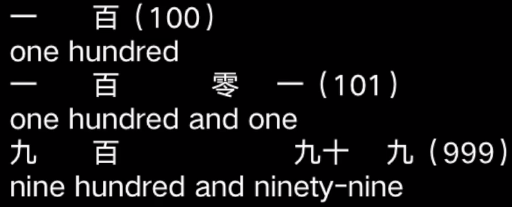 一 百（100）
one hundred
一 百 零 一（101）
one hundred and one
九 百 九十 九（999）
nine hundred and ninety-nine